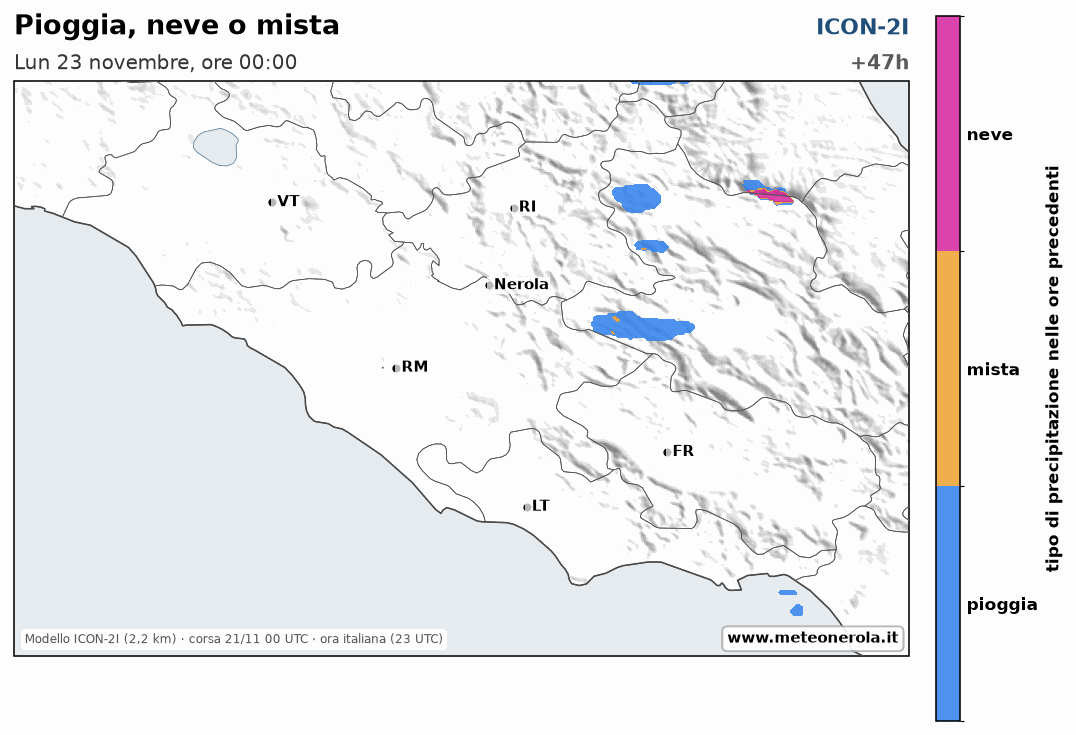 Pioggia, neve o mista
ICON-2I
Lun 23 novembre, ore 00:00
+47h
neve
mista
pioggia
tipo di precipitazione nelle ore precedenti
VT
RI
Nerola
RM
FR
LT
Modello ICON-2I (2,2 km) · corsa 21/11 00 UTC · ora italiana (23 UTC)
www.meteonerola.it